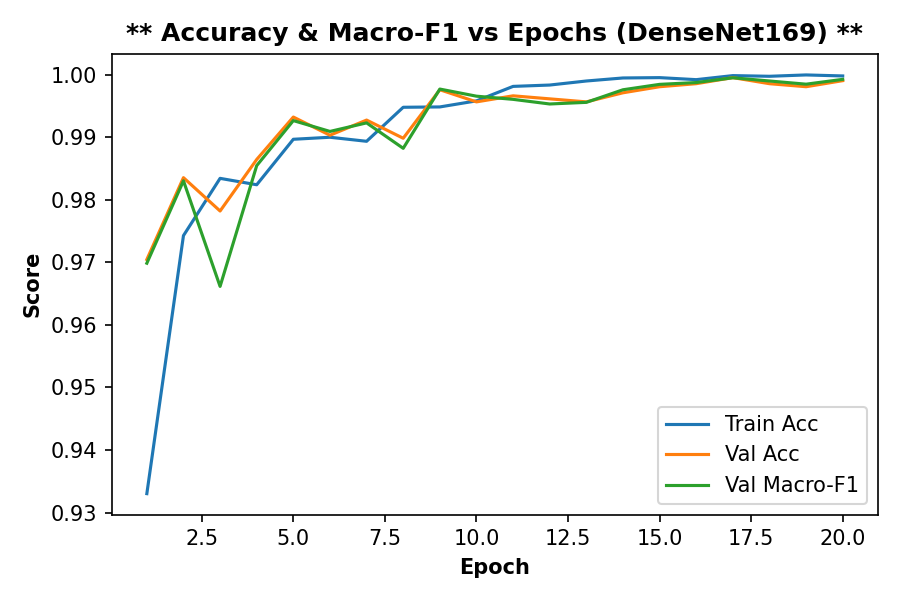 ** Accuracy & Macro-F1 vs Epochs (DenseNet169) **
1.00
0.99
0.98
0.97
0.96
0.95
0.94
0.93
Score
Train Acc
Val Acc
Val Macro-F1
2.5 5.0 7.5 10.0 12.5 15.0 17.5 20.0
Epoch